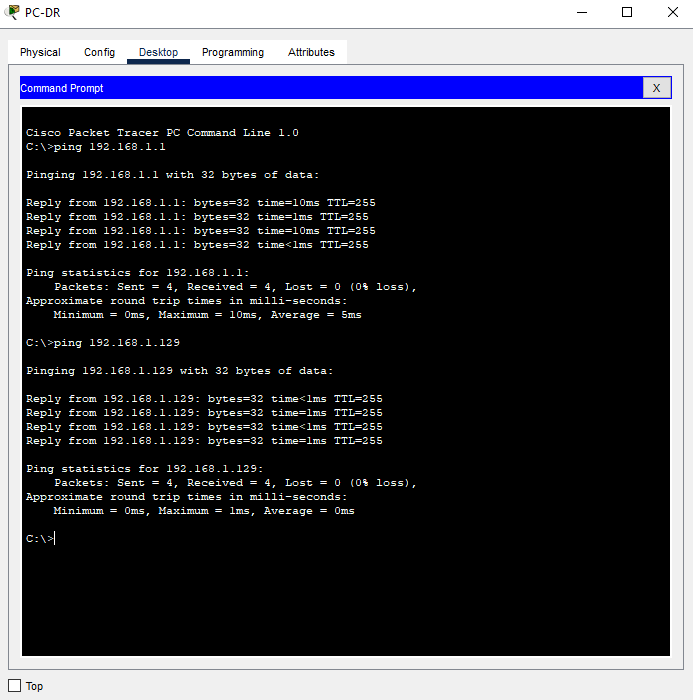 PC-DR
Physical Config Desktop Programming Attributes
Command Prompt X
Cisco Packet Tracer PC Command Line 1.0
C:\>ping 192.168.1.1
Pinging 192.168.1.1 with 32 bytes of data:
Reply from 192.168.1.1: bytes=32 time=10ms TTL=255
Reply from 192.168.1.1: bytes=32 time=1ms TTL=255
Reply from 192.168.1.1: bytes=32 time=10ms TTL=255
Reply from 192.168.1.1: bytes=32 time<1ms TTL=255
Ping statistics for 192.168.1.1:
    Packets: Sent = 4, Received = 4, Lost = 0 (0% loss),
Approximate round trip times in milli-seconds:
    Minimum = 0ms, Maximum = 10ms, Average = 5ms
C:\>ping 192.168.1.129
Pinging 192.168.1.129 with 32 bytes of data:
Reply from 192.168.1.129: bytes=32 time<1ms TTL=255
Reply from 192.168.1.129: bytes=32 time=1ms TTL=255
Reply from 192.168.1.129: bytes=32 time<1ms TTL=255
Reply from 192.168.1.129: bytes=32 time=1ms TTL=255
Ping statistics for 192.168.1.129:
    Packets: Sent = 4, Received = 4, Lost = 0 (0% loss),
Approximate round trip times in milli-seconds:
    Minimum = 0ms, Maximum = 1ms, Average = 0ms
C:\>
Top